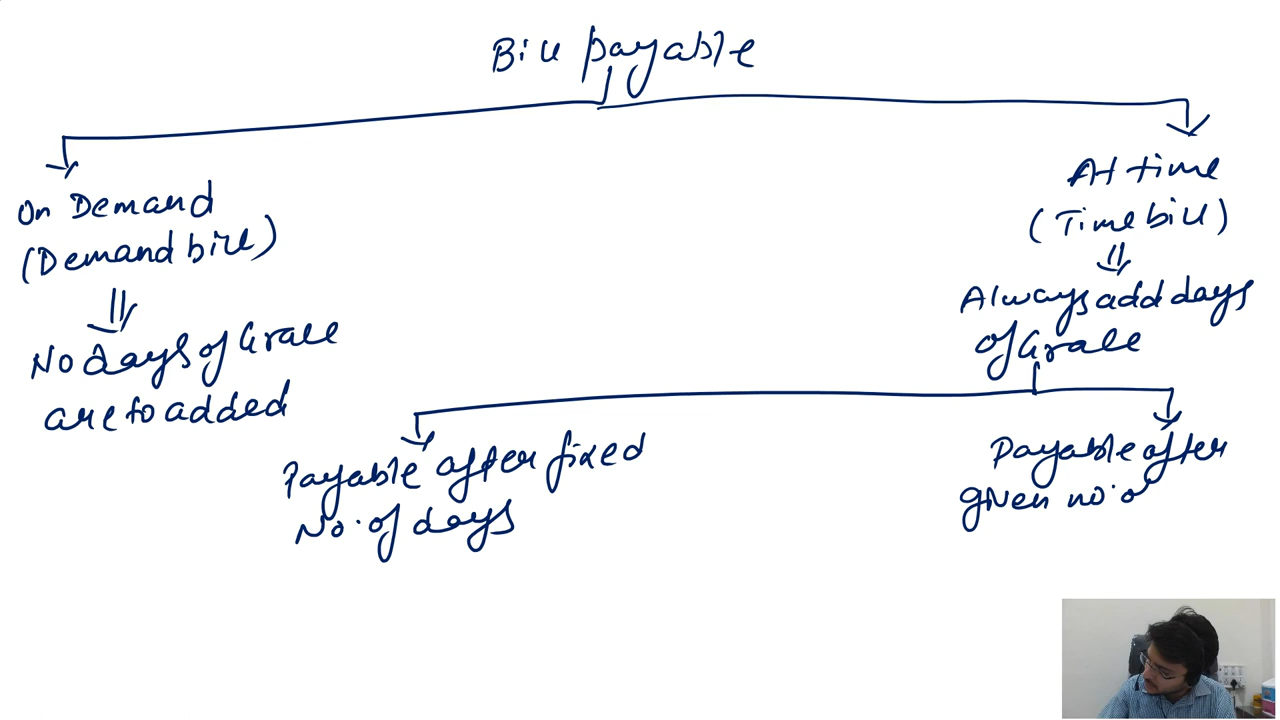 Bill payable
On Demand
(Demand bill)
No days of Grace
are to added
At time
(Time bill)
Always add days
of Grace
Payable after fixed
No. of days
Payable after
given no. o